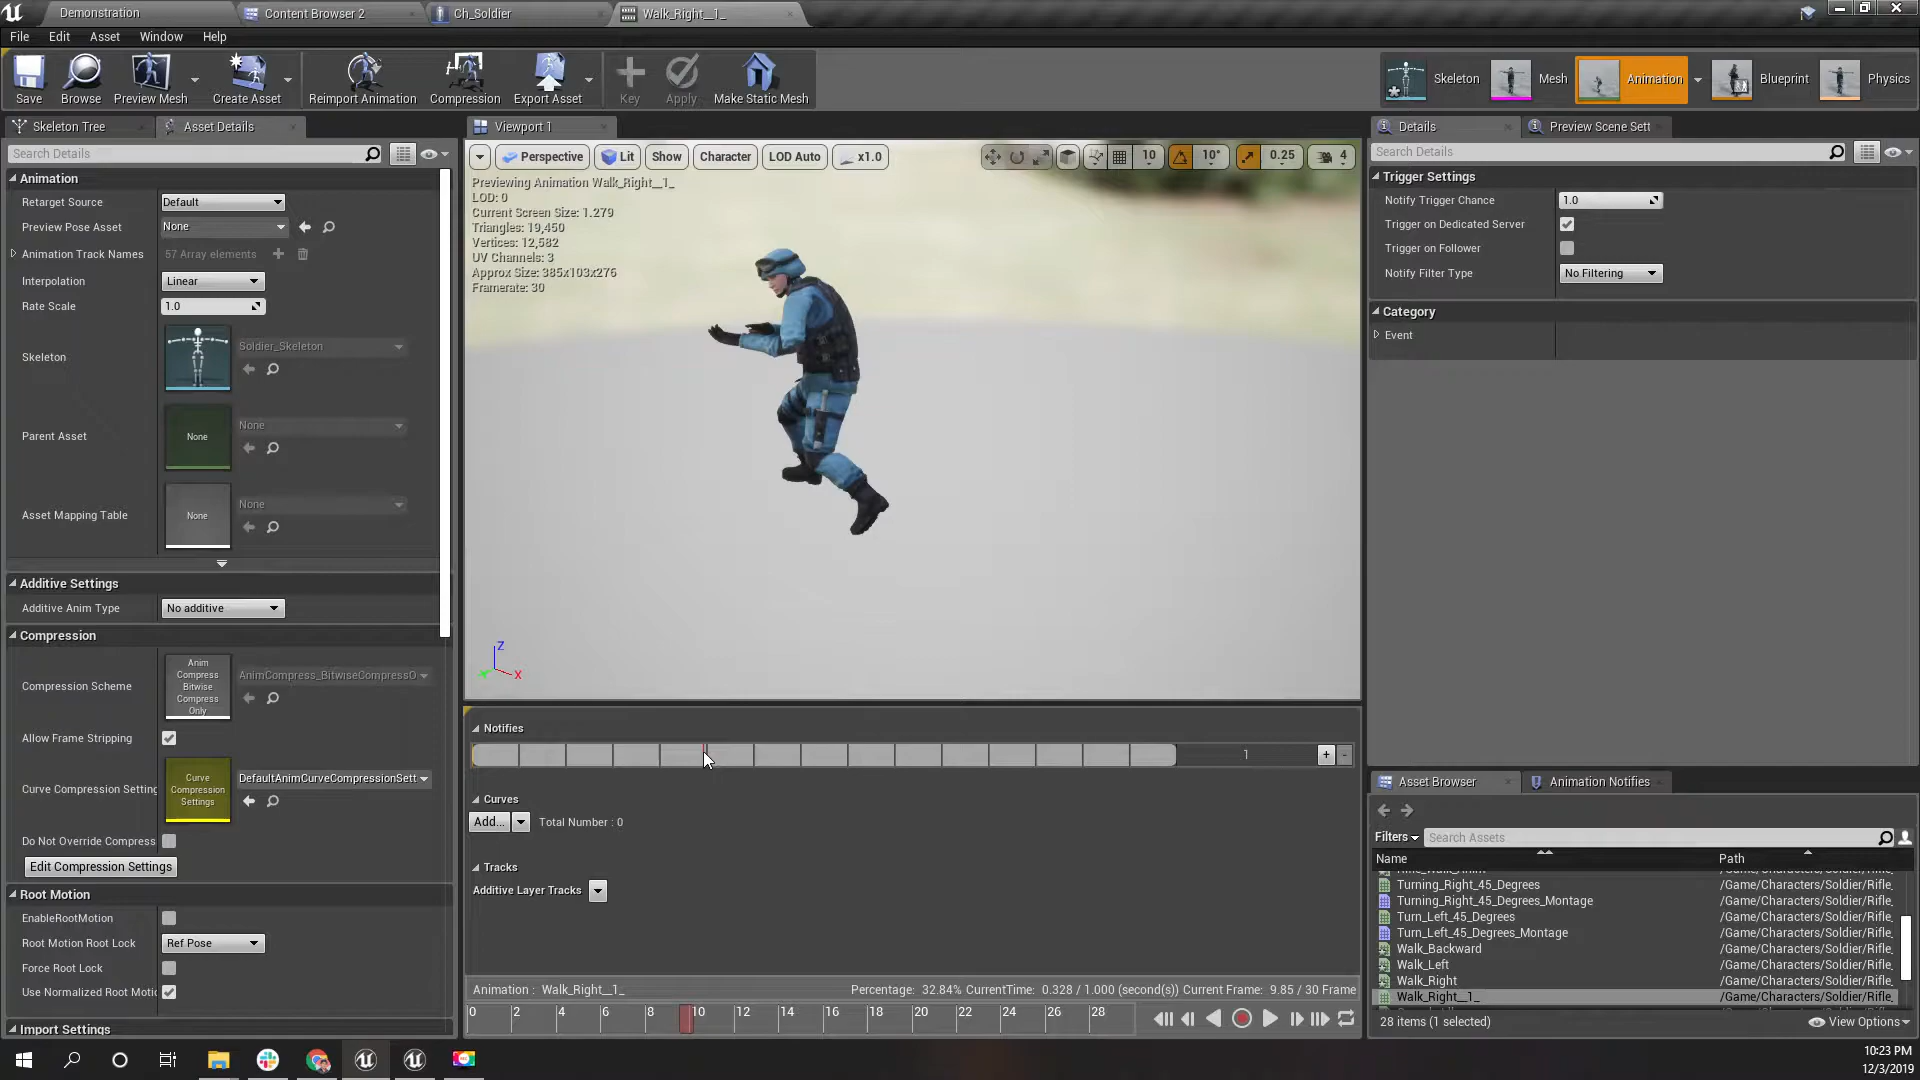 Demonstration
Content Browser 2
Ch_Soldier
Walk_Right__1_
File Edit Asset Window Help
Save
Browse
Preview Mesh
Create Asset
Reimport Animation
Compression
Export Asset
Key
Apply
Make Static Mesh
Skeleton
Mesh
Animation
Blueprint
Physics
Skeleton Tree
Asset Details
Search Details
Animation
Retarget Source Default
Preview Pose Asset None
Animation Track Names 57 Array elements
Interpolation Linear
Rate Scale 1.0
Skeleton Soldier_Skeleton
Parent Asset None None
Asset Mapping Table None None
Additive Settings
Additive Anim Type No additive
Compression
Compression Scheme
Anim
Compress
Bitwise
Compress
Only
AnimCompress_BitwiseCompressO
Allow Frame Stripping
Curve Compression Setting
Curve
Compression
Settings
DefaultAnimCurveCompressionSett
Do Not Override Compress
Edit Compression Settings
Root Motion
EnableRootMotion
Root Motion Root Lock Ref Pose
Force Root Lock
Use Normalized Root Motic
Import Settings
Viewport 1
Perspective Lit Show Character LOD Auto x1.0
10 10° 0.25 4
Previewing Animation Walk_Right__1_
LOD: 0
Current Screen Size: 1.279
Triangles: 19,450
Vertices: 12,582
UV Channels: 3
Approx Size: 385x103x276
Framerate: 30
Z
X
Notifies
1 + -
Curves
Add... Total Number : 0
Tracks
Additive Layer Tracks
Animation : Walk_Right__1_ Percentage: 32.84% CurrentTime: 0.328 / 1.000 (second(s)) Current Frame: 9.85 / 30 Frame
0 2 4 6 8 10 12 14 16 18 20 22 24 26 28
Details
Preview Scene Sett
Search Details
Trigger Settings
Notify Trigger Chance 1.0
Trigger on Dedicated Server
Trigger on Follower
Notify Filter Type No Filtering
Category
Event
Asset Browser
Animation Notifies
Filters Search Assets
Name Path
Turning_Right_45_Degrees /Game/Characters/Soldier/Rifle_
Turning_Right_45_Degrees_Montage /Game/Characters/Soldier/Rifle_
Turn_Left_45_Degrees /Game/Characters/Soldier/Rifle_
Turn_Left_45_Degrees_Montage /Game/Characters/Soldier/Rifle_
Walk_Backward /Game/Characters/Soldier/Rifle_
Walk_Left /Game/Characters/Soldier/Rifle_
Walk_Right /Game/Characters/Soldier/Rifle_
Walk_Right__1_ /Game/Characters/Soldier/Rifle_
28 items (1 selected)
View Options
10:23 PM
12/3/2019